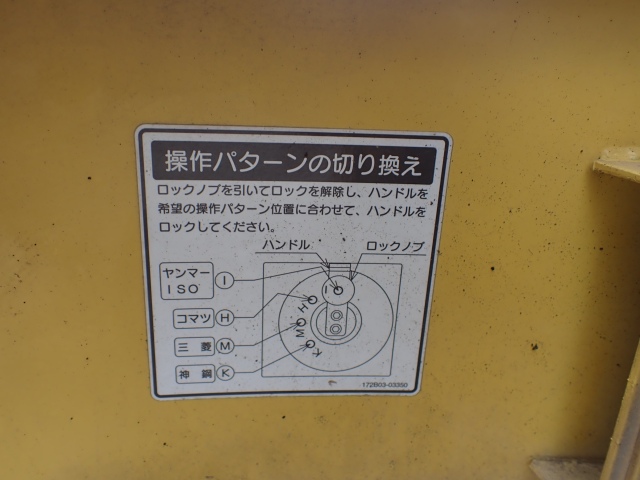 操作パターンの切り換え
ロックノブを引いてロックを解除し、ハンドルを
希望の操作パターン位置に合わせて、ハンドルを
ロックしてください。
ハンドル ロックノブ
ヤンマー
ISO
I
コマツ H
三菱 M
神鋼 K
I
H
M
K
172B03-03350